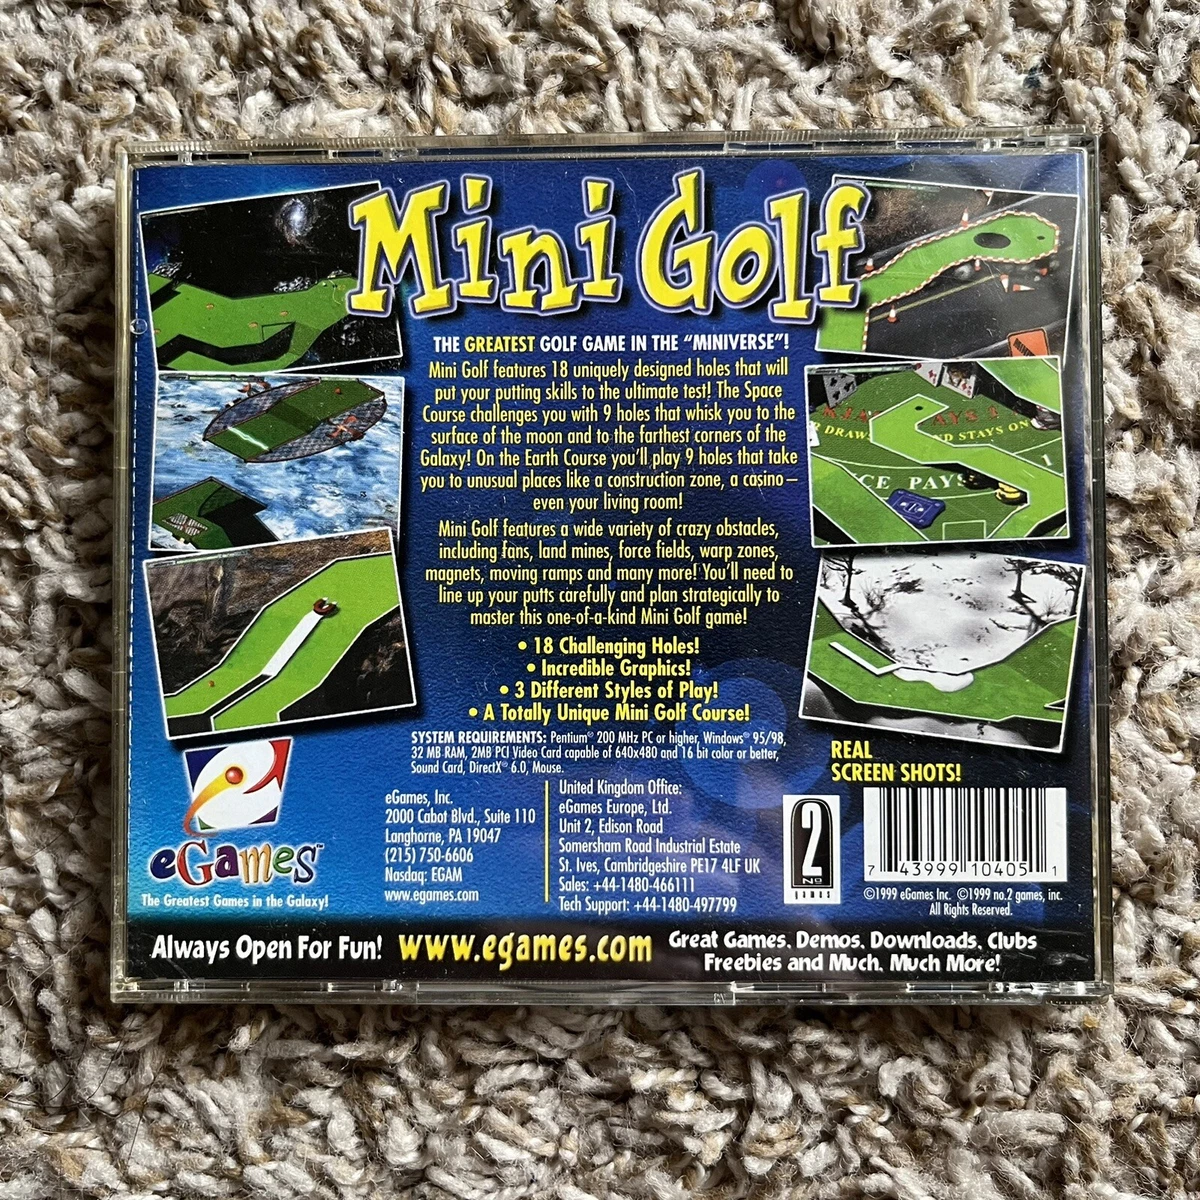 Mini Golf
THE GREATEST GOLF GAME IN THE "MINIVERSE"!
Mini Golf features 18 uniquely designed holes that will
put your putting skills to the ultimate test! The Space
Course challenges you with 9 holes that whisk you to the
surface of the moon and to the farthest corners of the
Galaxy! On the Earth Course you'll play 9 holes that take
you to unusual places like a construction zone, a casino—
even your living room!
Mini Golf features a wide variety of crazy obstacles,
including fans, land mines, force fields, warp zones,
magnets, moving ramps and many more! You'll need to
line up your putts carefully and plan strategically to
master this one-of-a-kind Mini Golf game!
• 18 Challenging Holes!
• Incredible Graphics!
• 3 Different Styles of Play!
• A Totally Unique Mini Golf Course!
SYSTEM REQUIREMENTS: Pentium® 200 MHz PC or higher, Windows® 95/98,
32 MB RAM, 2MB PCI Video Card capable of 640x480 and 16 bit color or better,
Sound Card, DirectX® 6.0, Mouse.
REAL
SCREEN SHOTS!
eGames™
The Greatest Games in the Galaxy!
eGames, Inc.
2000 Cabot Blvd., Suite 110
Langhorne, PA 19047
(215) 750-6606
Nasdaq: EGAM
www.egames.com
United Kingdom Office:
eGames Europe, Ltd.
Unit 2, Edison Road
Somersham Road Industrial Estate
St. Ives, Cambridgeshire PE17 4LF UK
Sales: +44-1480-466111
Tech Support: +44-1480-497799
2
No
games
7 43999 10405 1
©1999 eGames Inc. ©1999 no.2 games, inc.
All Rights Reserved.
Always Open For Fun! www.egames.com
Great Games, Demos, Downloads, Clubs
Freebies and Much, Much More!